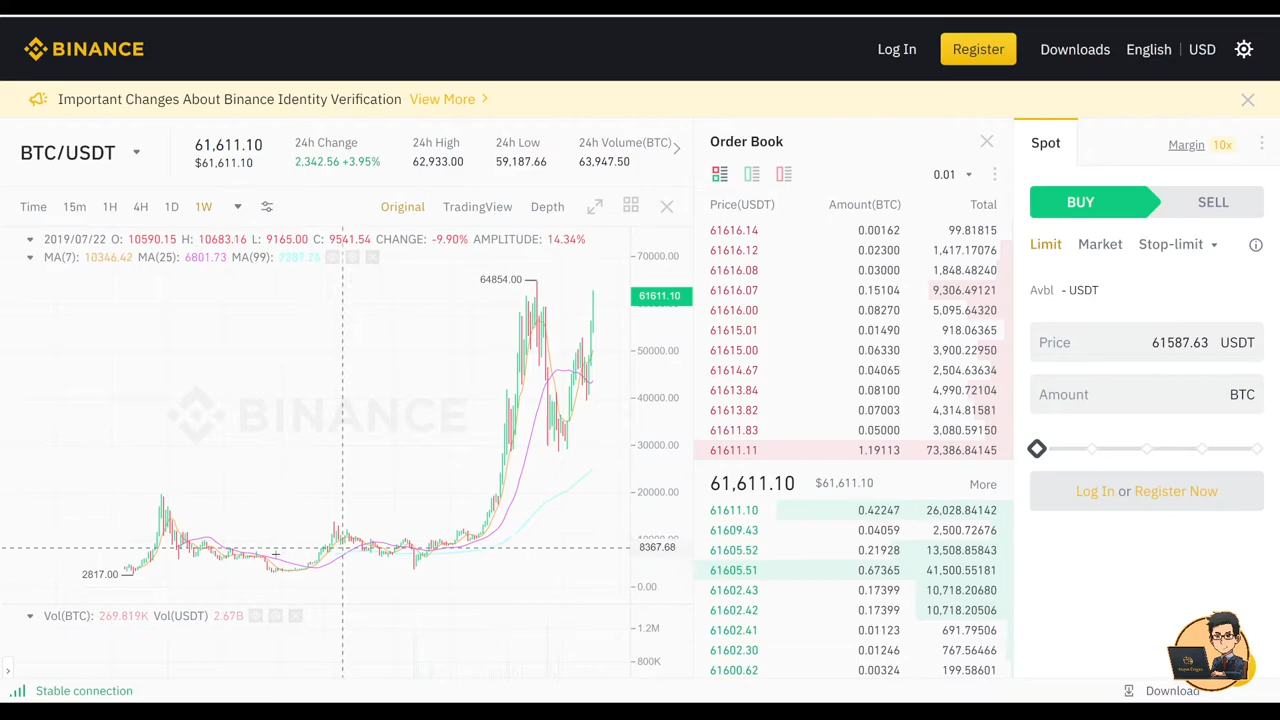 BINANCE
Log In
Register
Downloads
English
USD
Important Changes About Binance Identity Verification View More
BTC/USDT
61,611.10
$61,611.10
24h Change
2,342.56 +3.95%
24h High
62,933.00
24h Low
59,187.66
24h Volume(BTC)
63,947.50
Time 15m 1H 4H 1D 1W
Original TradingView Depth
2019/07/22 O: 10590.15 H: 10683.16 L: 9165.00 C: 9541.54 CHANGE: -9.90% AMPLITUDE: 14.34%
MA(7): 10346.42 MA(25): 6801.73 MA(99):
70000.00
64854.00
61611.10
50000.00
40000.00
BINANCE
30000.00
20000.00
8367.68
2817.00
0.00
Vol(BTC): 269.819K Vol(USDT) 2.67B
1.2M
800K
Stable connection
Order Book
0.01
Price(USDT) Amount(BTC) Total
61616.14 0.00162 99.81815
61616.12 0.02300 1,417.17076
61616.08 0.03000 1,848.48240
61616.07 0.15104 9,306.49121
61616.00 0.08270 5,095.64320
61615.01 0.01490 918.06365
61615.00 0.06330 3,900.22950
61614.67 0.04065 2,504.63634
61613.84 0.08100 4,990.72104
61613.82 0.07003 4,314.81581
61611.83 0.05000 3,080.59150
61611.11 1.19113 73,386.84145
61,611.10 $61,611.10 More
61611.10 0.42247 26,028.84142
61609.43 0.04059 2,500.72676
61605.52 0.21928 13,508.85843
61605.51 0.67365 41,500.55181
61602.43 0.17399 10,718.20680
61602.42 0.17399 10,718.20506
61602.41 0.01123 691.79506
61602.30 0.01246 767.56466
61600.62 0.00324 199.58601
Spot
Margin 10x
BUY
SELL
Limit Market Stop-limit
Avbl - USDT
Price 61587.63 USDT
Amount BTC
Log In or Register Now
Download